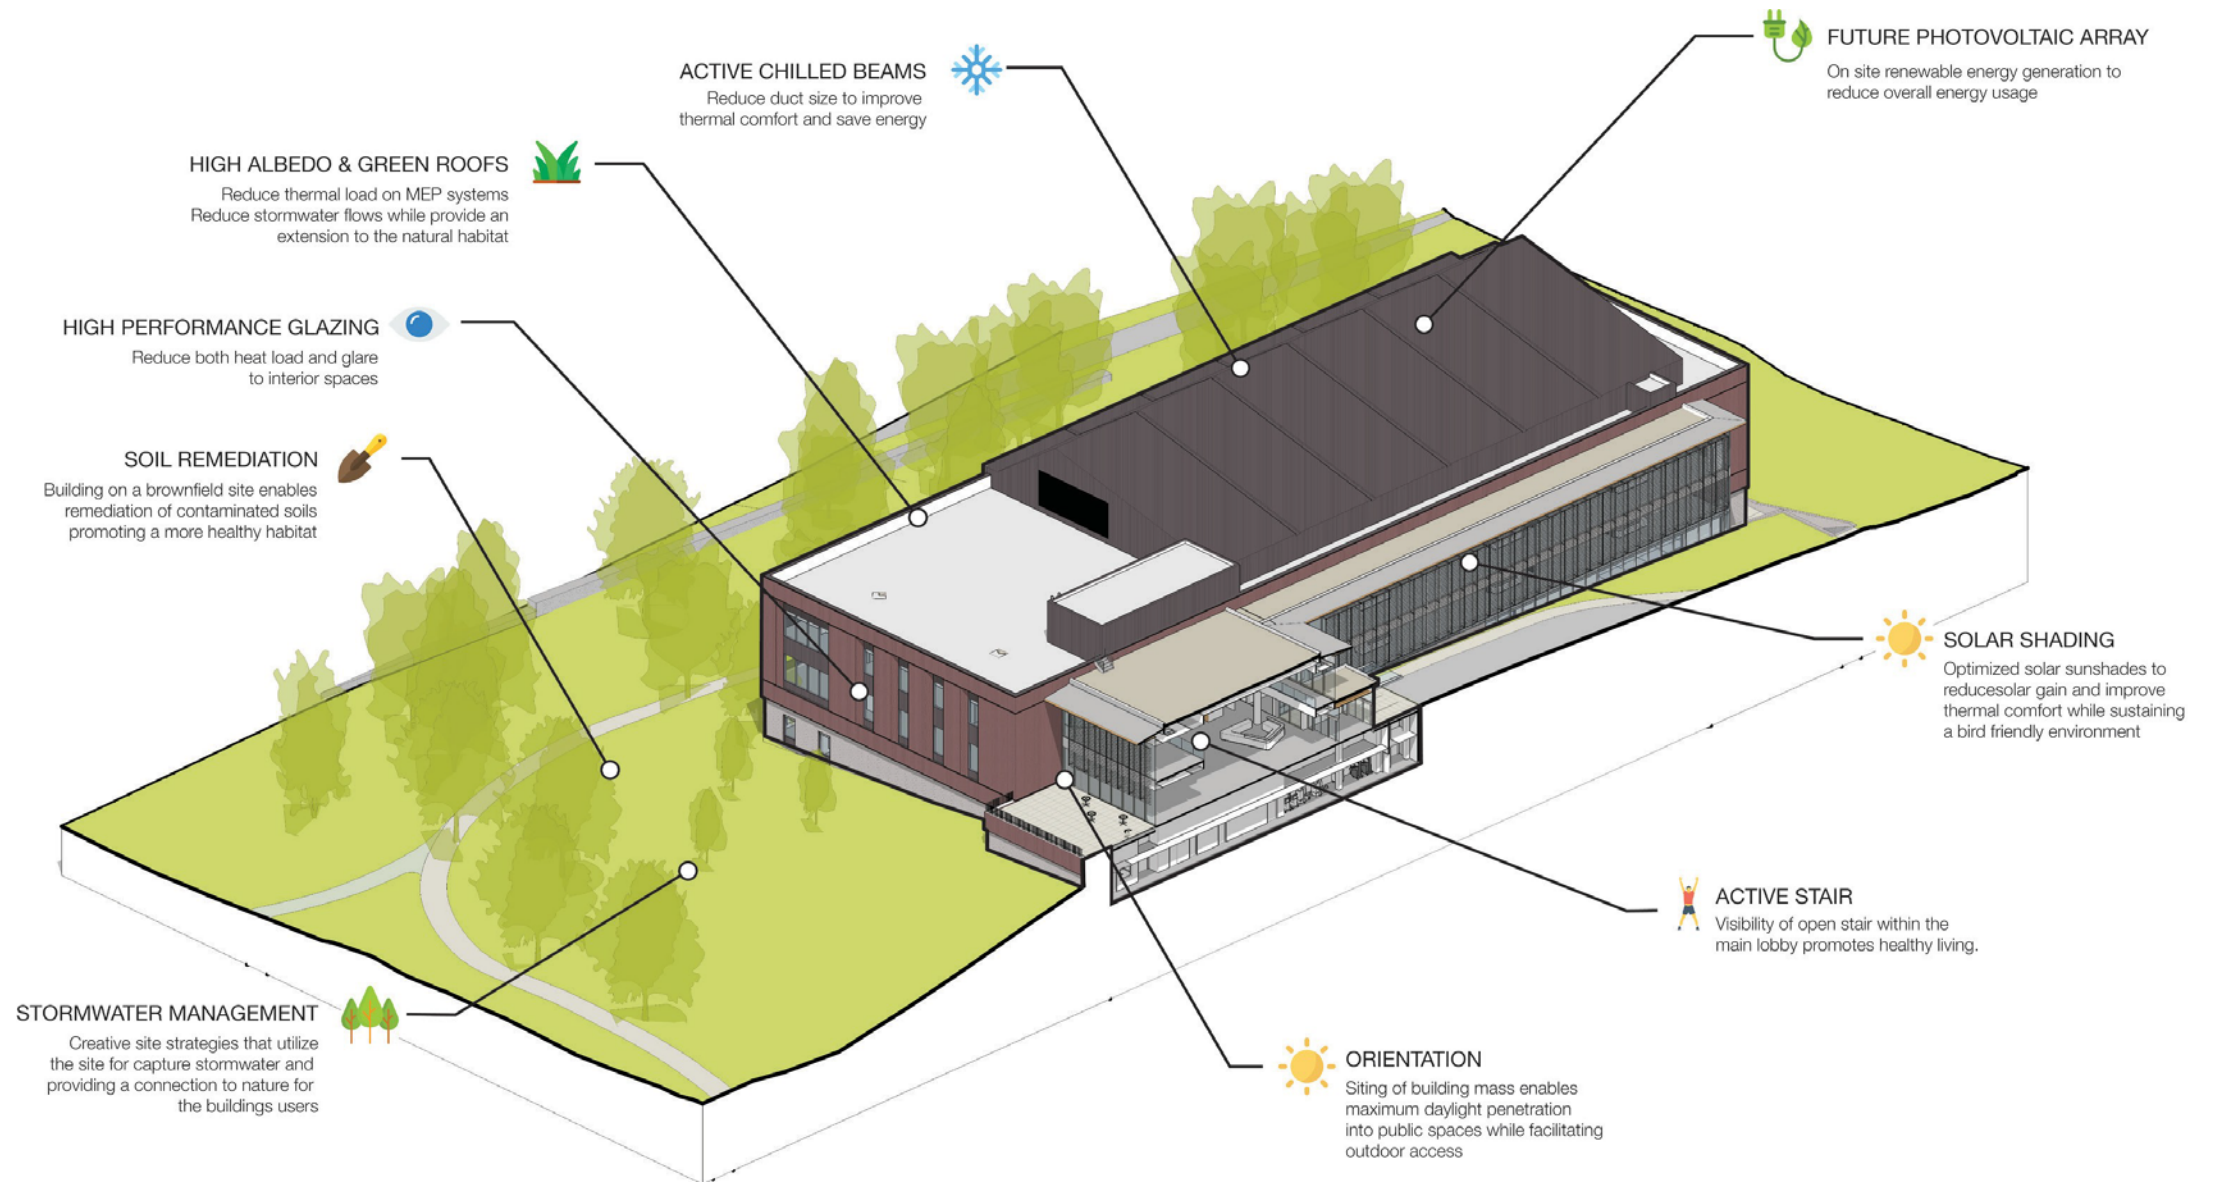 FUTURE PHOTOVOLTAIC ARRAY
On site renewable energy generation to
reduce overall energy usage
ACTIVE CHILLED BEAMS
Reduce duct size to improve
thermal comfort and save energy
HIGH ALBEDO & GREEN ROOFS
Reduce thermal load on MEP systems
Reduce stormwater flows while provide an
extension to the natural habitat
HIGH PERFORMANCE GLAZING
Reduce both heat load and glare
to interior spaces
SOIL REMEDIATION
Building on a brownfield site enables
remediation of contaminated soils
promoting a more healthy habitat
SOLAR SHADING
Optimized solar sunshades to
reducesolar gain and improve
thermal comfort while sustaining
a bird friendly environment
ACTIVE STAIR
Visibility of open stair within the
main lobby promotes healthy living.
STORMWATER MANAGEMENT
Creative site strategies that utilize
the site for capture stormwater and
providing a connection to nature for
the buildings users
ORIENTATION
Siting of building mass enables
maximum daylight penetration
into public spaces while facilitating
outdoor access